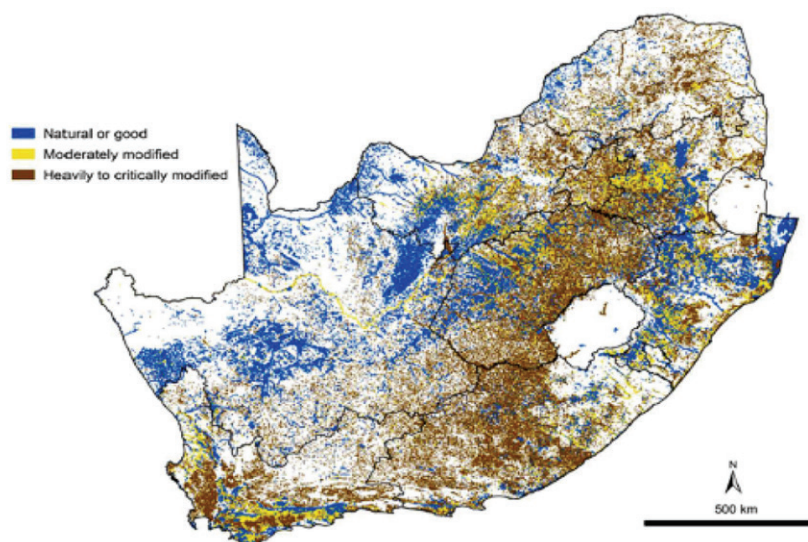 Natural or good
Moderately modified
Heavily to critically modified
N
500 km